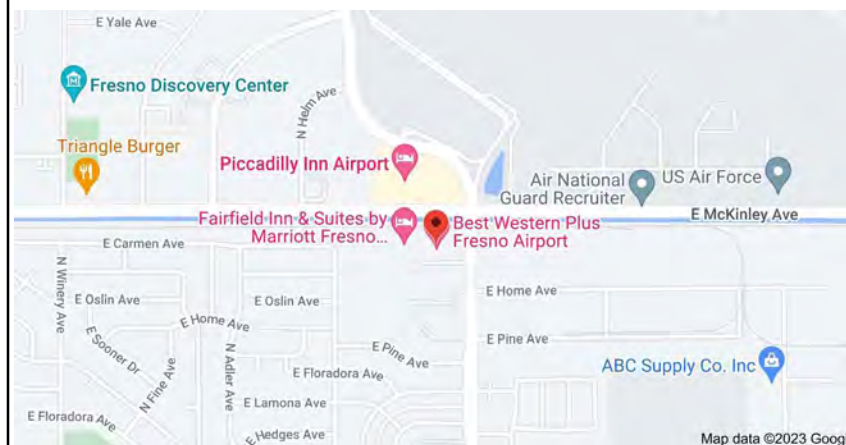 E Yale Ave
Fresno Discovery Center
N Helm Ave
Triangle Burger
Piccadilly Inn Airport
Air National
Guard Recruiter
US Air Force
E McKinley Ave
Fairfield Inn & Suites by
Marriott Fresno...
Best Western Plus
Fresno Airport
E Carmen Ave
N Winery Ave
E Oslin Ave
E Oslin Ave
E Home Ave
E Home Ave
E Sooner Dr
N Fine Ave
N Adler Ave
E Pine Ave
E Pine Ave
E Floradora Ave
ABC Supply Co. Inc
E Lamona Ave
E Floradora Ave
E Hedges Ave
Map data ©2023 Goog